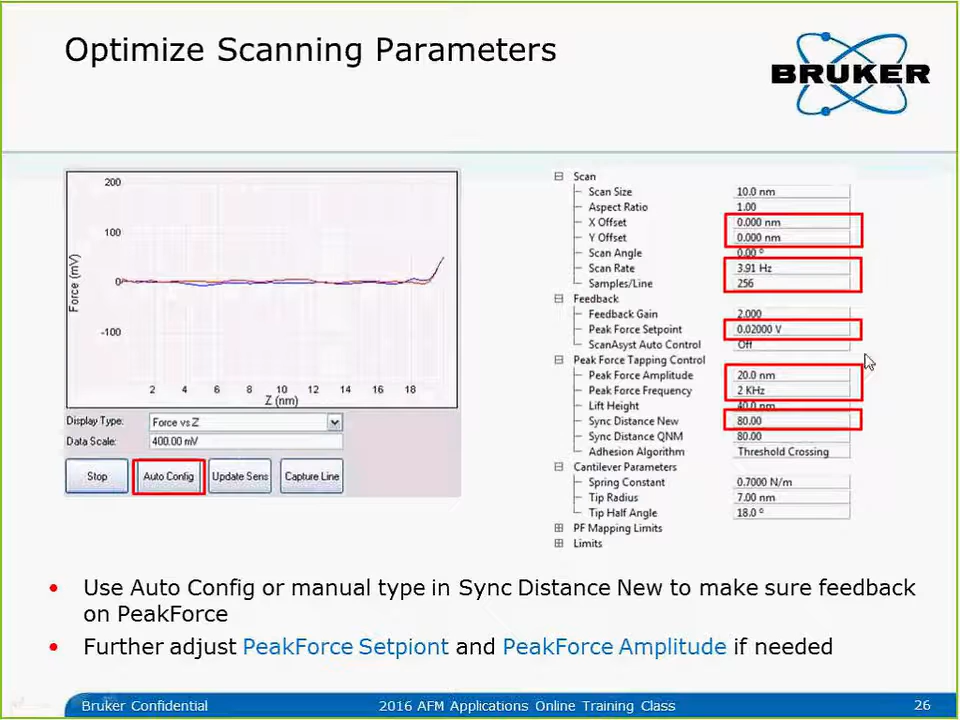 Optimize Scanning Parameters
BRUKER
200
100
0
-100
Force (mV)
2 4 6 8 10 12 14 16 18
Z (nm)
Display Type: Force vs Z
Data Scale: 400.00 mV
Stop Auto Config Update Sens Capture Line
Scan
Scan Size 10.0 nm
Aspect Ratio 1.00
X Offset 0.000 nm
Y Offset 0.000 nm
Scan Angle 0.00 º
Scan Rate 3.91 Hz
Samples/Line 256
Feedback
Feedback Gain 2.000
Peak Force Setpoint 0.02000 V
ScanAsyst Auto Control Off
Peak Force Tapping Control
Peak Force Amplitude 20.0 nm
Peak Force Frequency 2 KHz
Lift Height 40.0 nm
Sync Distance New 80.00
Sync Distance QNM 80.00
Adhesion Algorithm Threshold Crossing
Cantilever Parameters
Spring Constant 0.7000 N/m
Tip Radius 7.00 nm
Tip Half Angle 18.0 º
PF Mapping Limits
Limits
• Use Auto Config or manual type in Sync Distance New to make sure feedback
on PeakForce
• Further adjust PeakForce Setpiont and PeakForce Amplitude if needed
Bruker Confidential 2016 AFM Applications Online Training Class 26